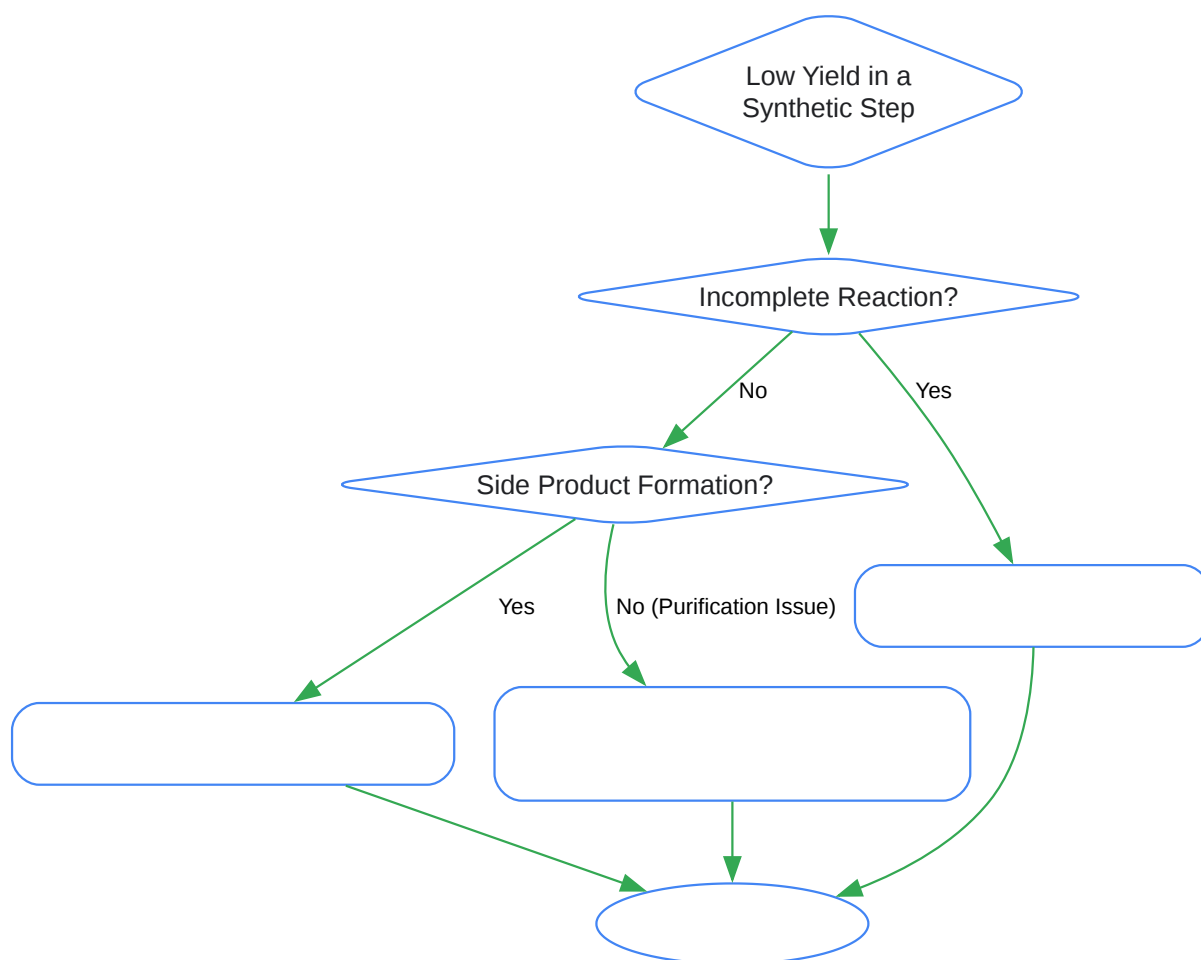 Low Yield in a
Synthetic Step
Incomplete Reaction?
No
Yes
Side Product Formation?
Yes
No (Purification Issue)